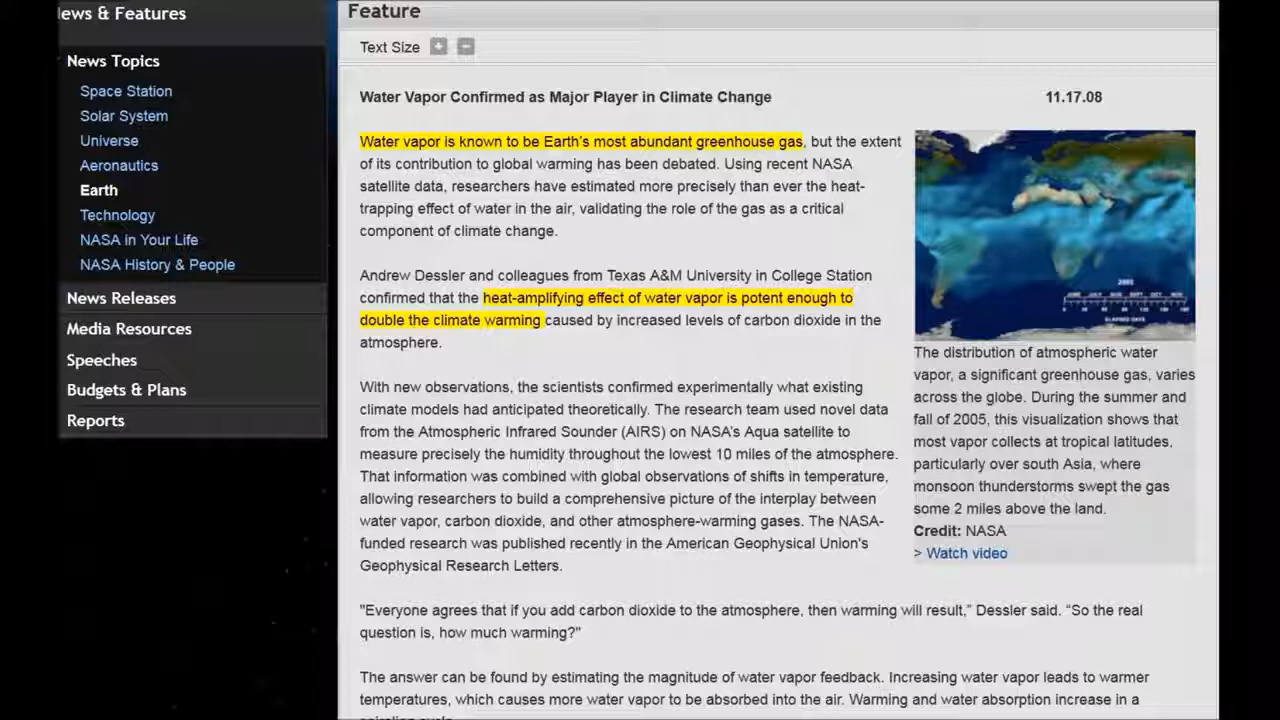 ews & Features
News Topics
Space Station
Solar System
Universe
Aeronautics
Earth
Technology
NASA in Your Life
NASA History & People
News Releases
Media Resources
Speeches
Budgets & Plans
Reports
Feature
Text Size + -
Water Vapor Confirmed as Major Player in Climate Change 11.17.08
Water vapor is known to be Earth's most abundant greenhouse gas, but the extent
of its contribution to global warming has been debated. Using recent NASA
satellite data, researchers have estimated more precisely than ever the heat-
trapping effect of water in the air, validating the role of the gas as a critical
component of climate change.
Andrew Dessler and colleagues from Texas A&M University in College Station
confirmed that the heat-amplifying effect of water vapor is potent enough to
double the climate warming caused by increased levels of carbon dioxide in the
atmosphere.
With new observations, the scientists confirmed experimentally what existing
climate models had anticipated theoretically. The research team used novel data
from the Atmospheric Infrared Sounder (AIRS) on NASA's Aqua satellite to
measure precisely the humidity throughout the lowest 10 miles of the atmosphere.
That information was combined with global observations of shifts in temperature,
allowing researchers to build a comprehensive picture of the interplay between
water vapor, carbon dioxide, and other atmosphere-warming gases. The NASA-
funded research was published recently in the American Geophysical Union's
Geophysical Research Letters.
"Everyone agrees that if you add carbon dioxide to the atmosphere, then warming will result," Dessler said. "So the real
question is, how much warming?"
The answer can be found by estimating the magnitude of water vapor feedback. Increasing water vapor leads to warmer
temperatures, which causes more water vapor to be absorbed into the air. Warming and water absorption increase in a
2005
ELAPSED DAYS
The distribution of atmospheric water
vapor, a significant greenhouse gas, varies
across the globe. During the summer and
fall of 2005, this visualization shows that
most vapor collects at tropical latitudes,
particularly over south Asia, where
monsoon thunderstorms swept the gas
some 2 miles above the land.
Credit: NASA
> Watch video